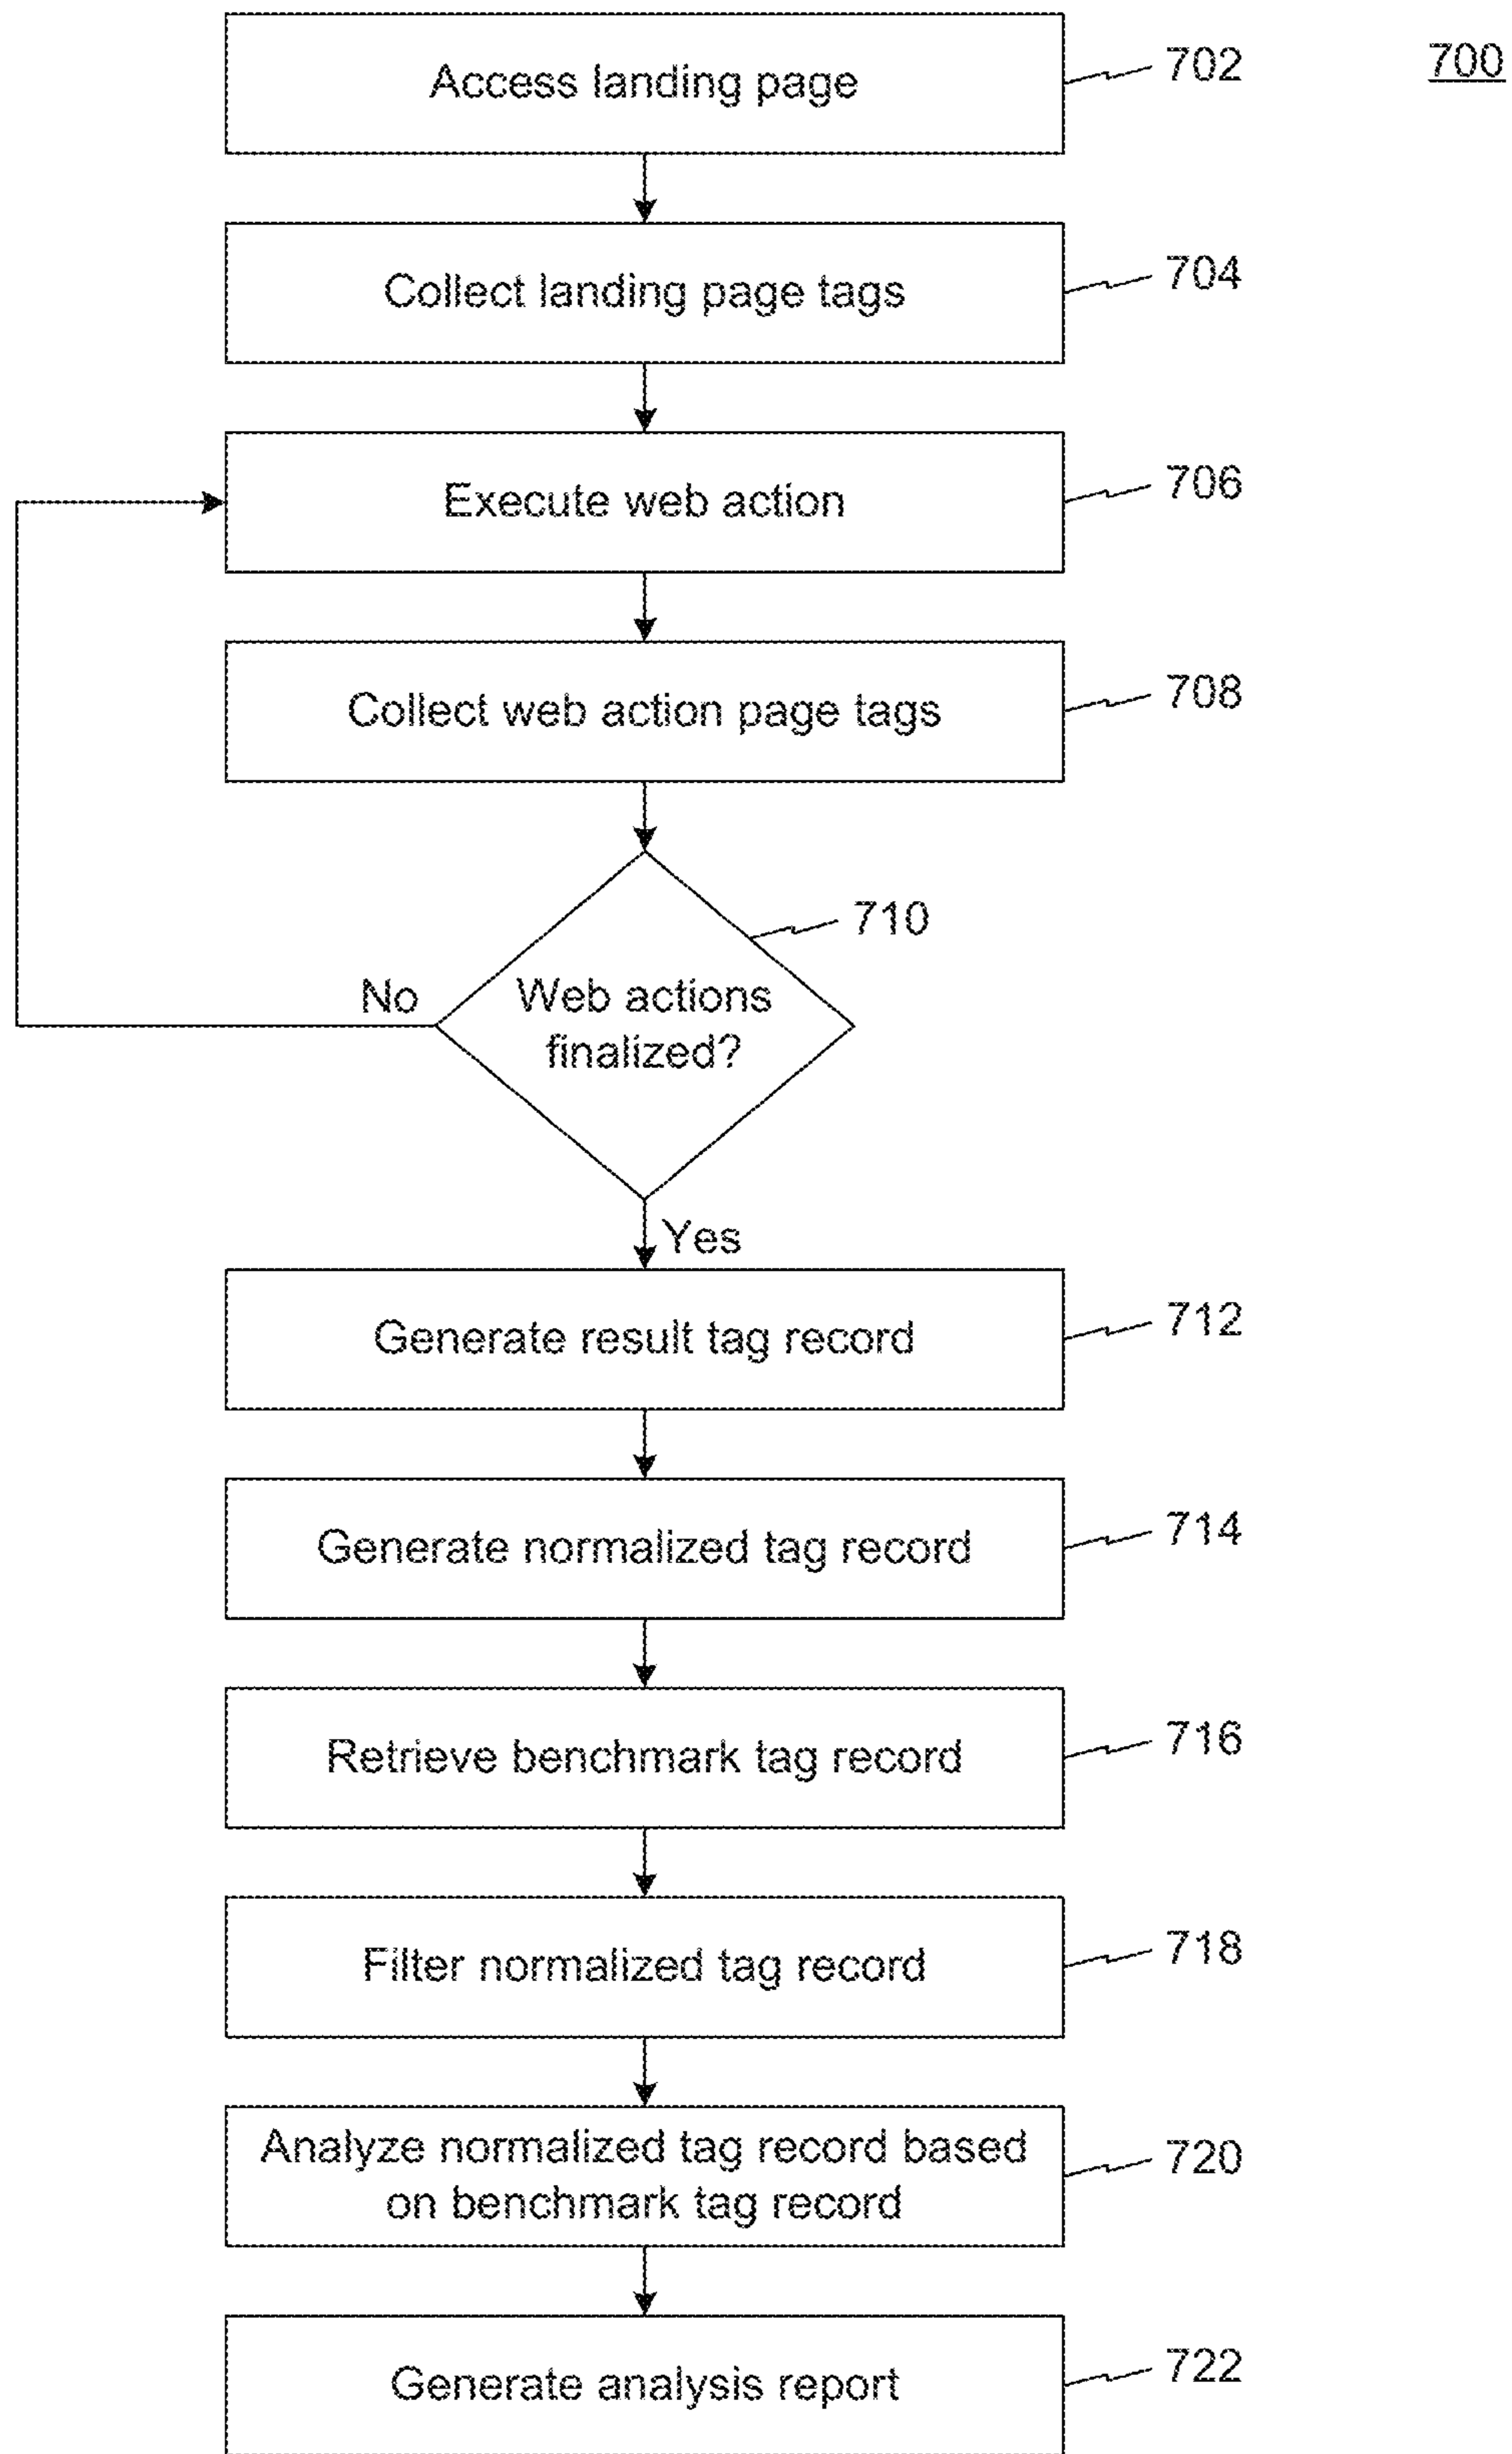 Access landing page
702
700
Collect landing page tags
704
Execute web action
706
Collect web action page tags
708
710
No
Web actions
finalized?
Yes
Generate result tag record
712
Generate normalized tag record
714
Retrieve benchmark tag record
716
Filter normalized tag record
718
Analyze normalized tag record based
on benchmark tag record
720
Generate analysis report
722